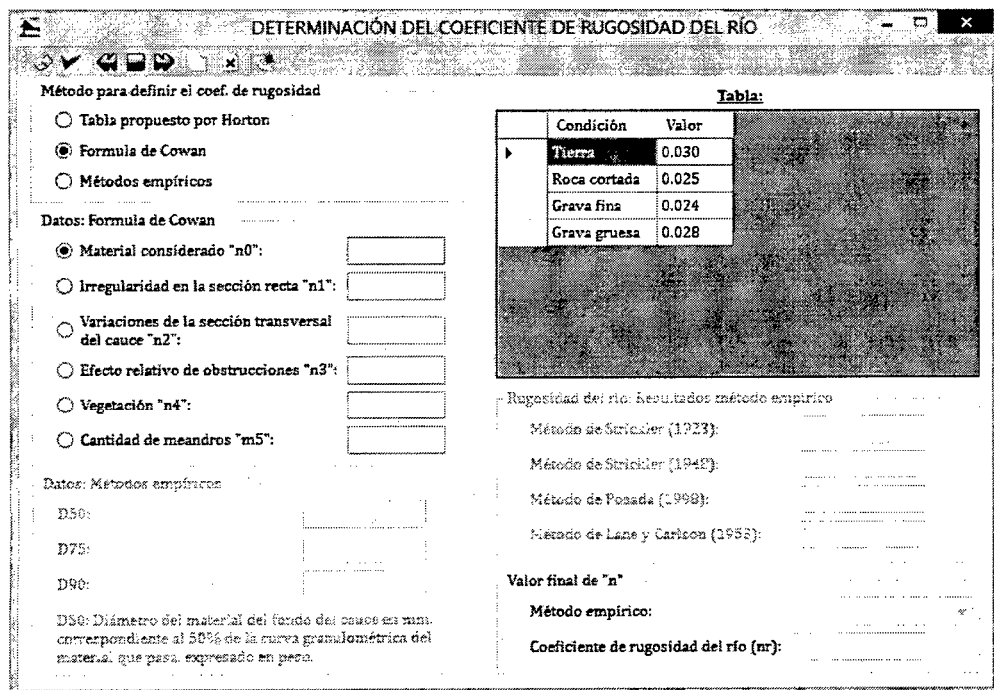 DETERMINACIÓN DEL COEFICIENTE DE RUGOSIDAD DEL RÍO
Método para definir el coef. de rugosidad
Tabla propuesto por Horton
Formula de Cowan
Métodos empíricos
Datos: Formula de Cowan
Material considerado "n0":
Irregularidad en la sección recta "n1":
Variaciones de la sección transversal
del cauce "n2":
Efecto relativo de obstrucciones "n3":
Vegetación "n4":
Cantidad de meandros "m5":
Datos: Métodos empíricos
D50:
D75:
D90:
D50: Diámetro del material del fondo del cauce en mm.
correspondiente al 50% de la curva granulométrica del
material que pasa, expresado en peso.
Tabla:
Condición Valor
Tierra 0.030
Roca cortada 0.025
Grava fina 0.024
Grava gruesa 0.028
Rugosidad del río: Resultados método empírico
Método de Strickler (1923):
Método de Strickler
Método de Posada (1998):
Método de Lane y Carlson
Valor final de "n"
Método empírico:
Coeficiente de rugosidad del río (nr):